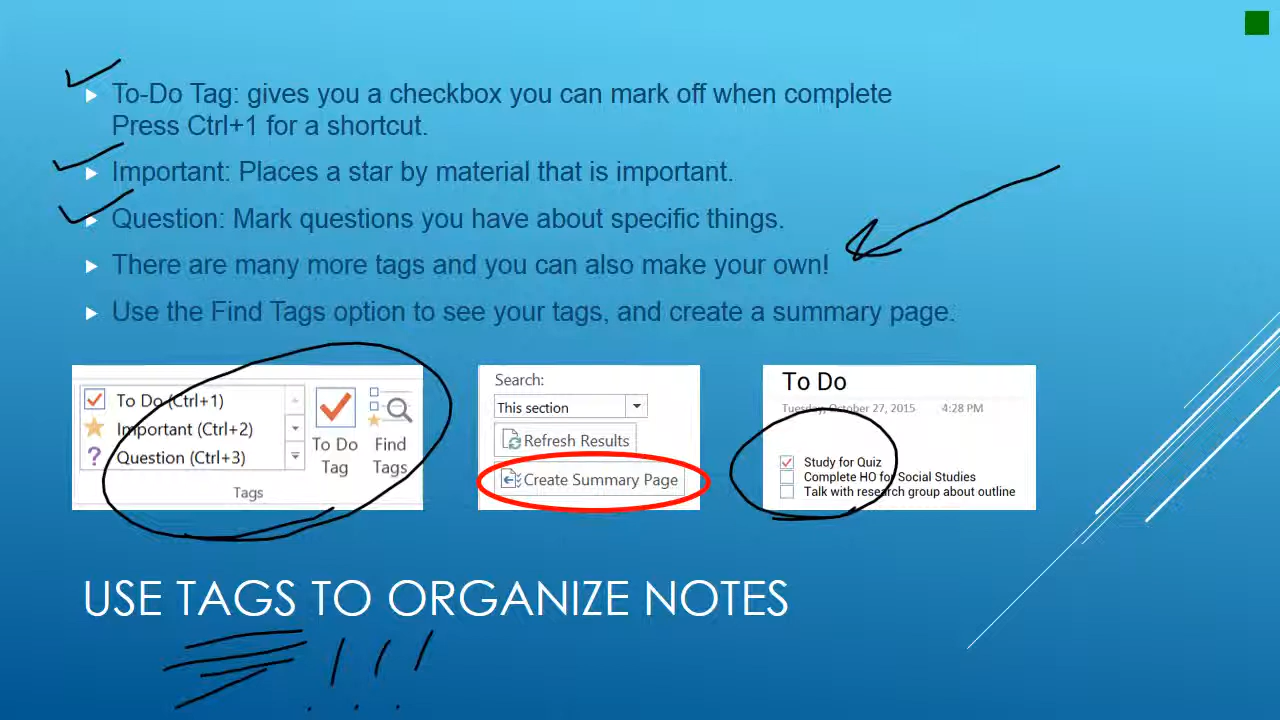 To-Do Tag: gives you a checkbox you can mark off when complete
Press Ctrl+1 for a shortcut.
Important: Places a star by material that is important.
Question: Mark questions you have about specific things.
There are many more tags and you can also make your own!
Use the Find Tags option to see your tags, and create a summary page.
To Do (Ctrl+1)
Important (Ctrl+2)
Question (Ctrl+3)
To Do
Tag
Find
Tags
Tags
Search:
This section
Refresh Results
Create Summary Page
To Do
Tuesday, October 27, 2015 4:28 PM
Study for Quiz
Complete HO for Social Studies
Talk with research group about outline
USE TAGS TO ORGANIZE NOTES
! ! !